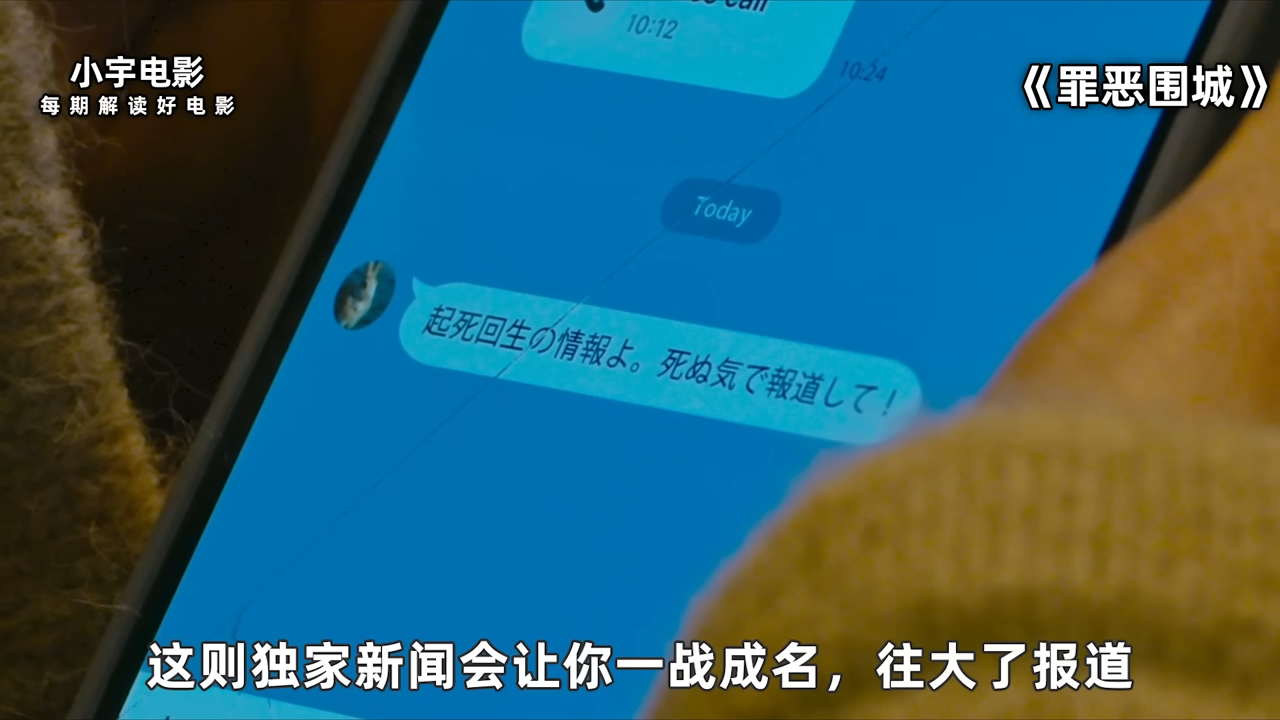 小宇电影
每期解读好电影
《罪恶围城》
call
10:12
10:24
Today
起死回生の情報よ。死ぬ気で報道して！
这则独家新闻会让你一战成名，往大了报道